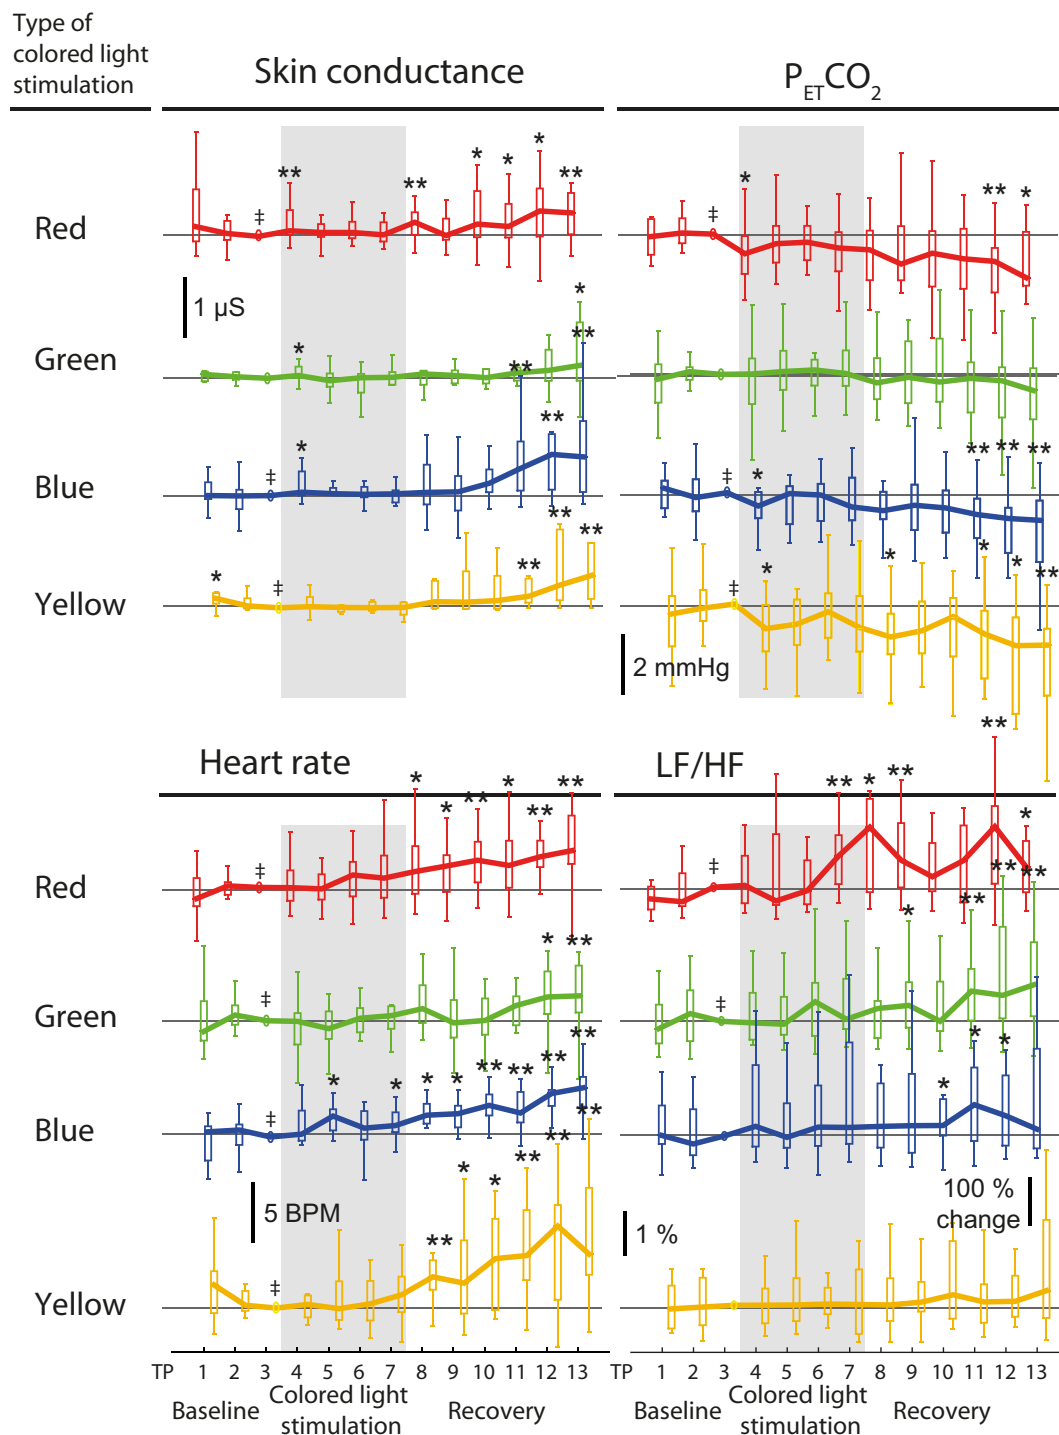 Type of
colored light
stimulation
Skin conductance
P_ET CO_2
Red
** ‡ ** * * * **
* ‡ ** *
1 µS
Green
* ** * **
Blue
‡ * **
‡ * ** ** **
Yellow
* ‡ ** ** **
‡ * * * * **
2 mmHg
Heart rate
LF/HF
Red
‡ * * ** * ** **
‡ ** * ** ** *
Green
‡ * **
‡ * ** ** **
Blue
‡ * * * * ** ** ** **
‡ * * *
5 BPM
1 %
100 %
change
Yellow
‡ ** * * ** ** **
TP 1 2 3 4 5 6 7 8 9 10 11 12 13
1 2 3 4 5 6 7 8 9 10 11 12 13
Baseline
Colored light
stimulation
Recovery
Baseline
Colored light
stimulation
Recovery